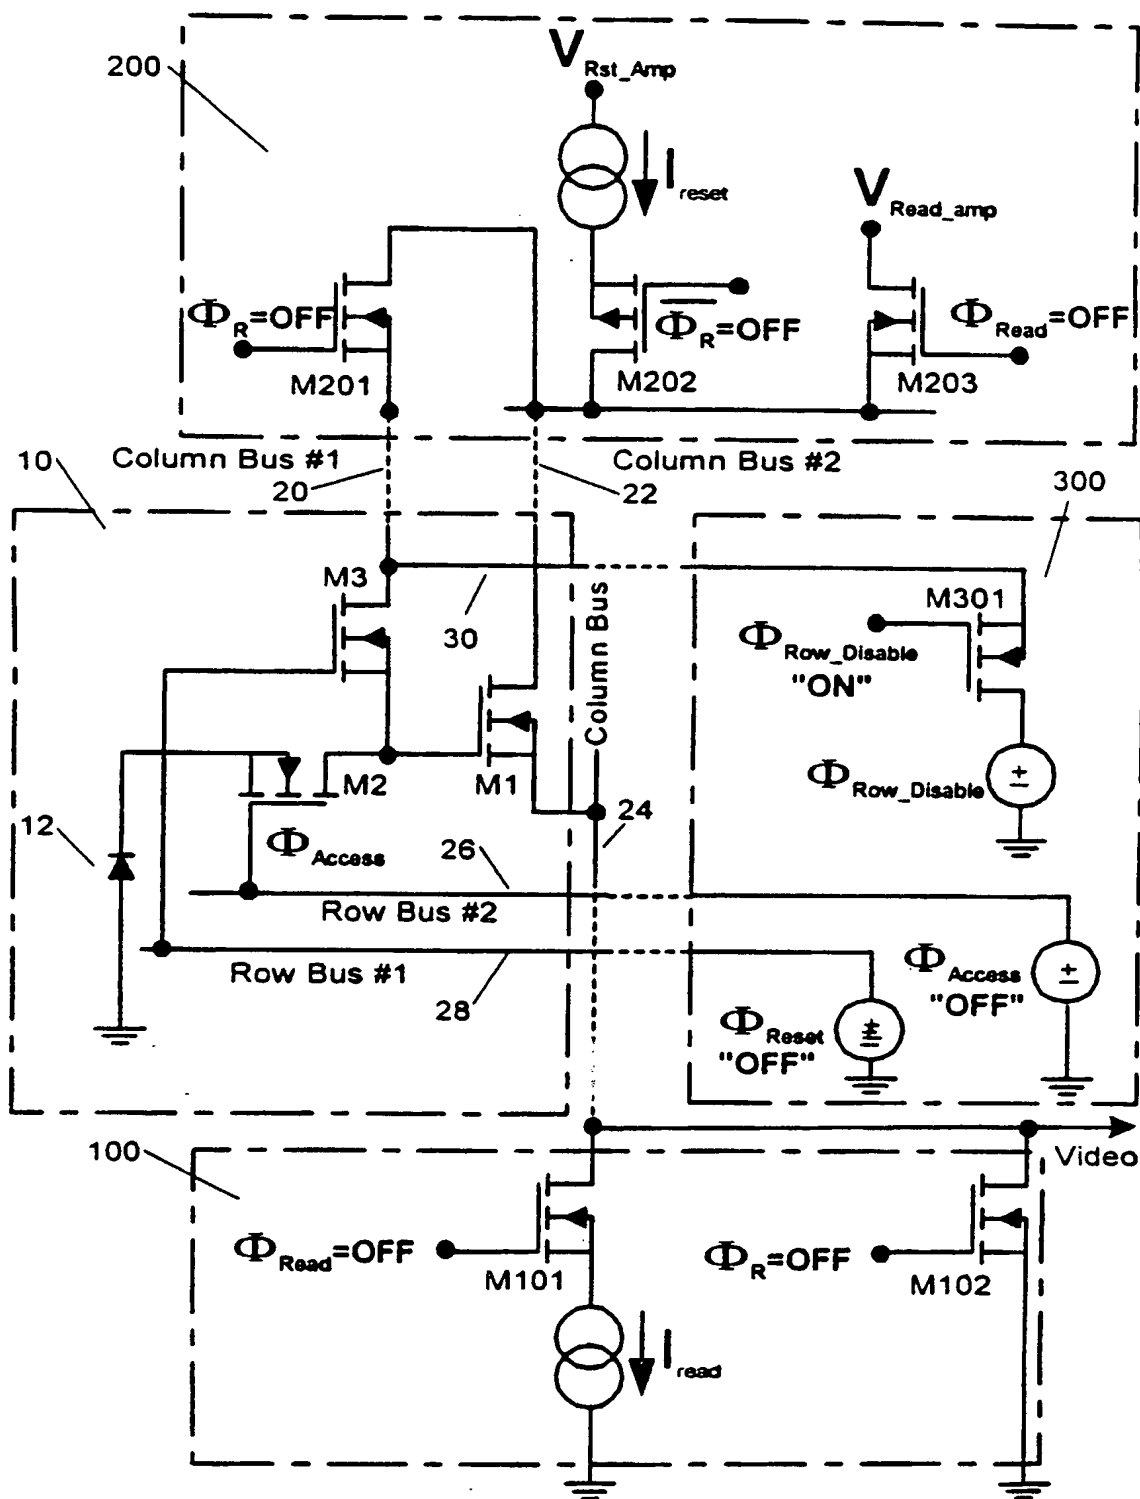 200
V Rst_Amp
I reset
V Read_amp
Φ R=OFF
Φ R=OFF
Φ Read=OFF
M201
M202
M203
10
Column Bus #1
Column Bus #2
20
22
300
M3
M301
30
Column Bus
Φ Row_Disable
"ON"
M2
M1
Φ Row_Disable
12
24
Φ Access
26
Row Bus #2
Row Bus #1
Φ Access
"OFF"
28
Φ Reset
"OFF"
100
Video
Φ Read=OFF
Φ R=OFF
M101
M102
I read